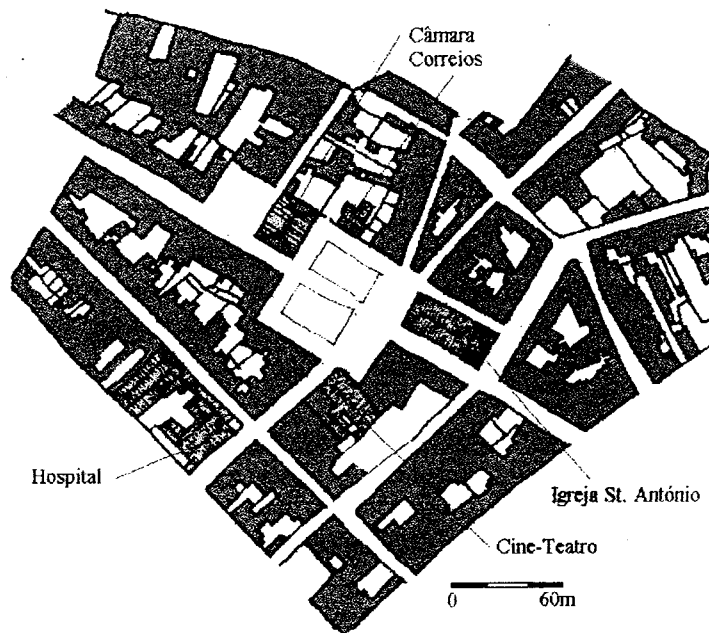 Câmara
Correios
Hospital
Igreja St. António
Cine-Teatro
0 60m